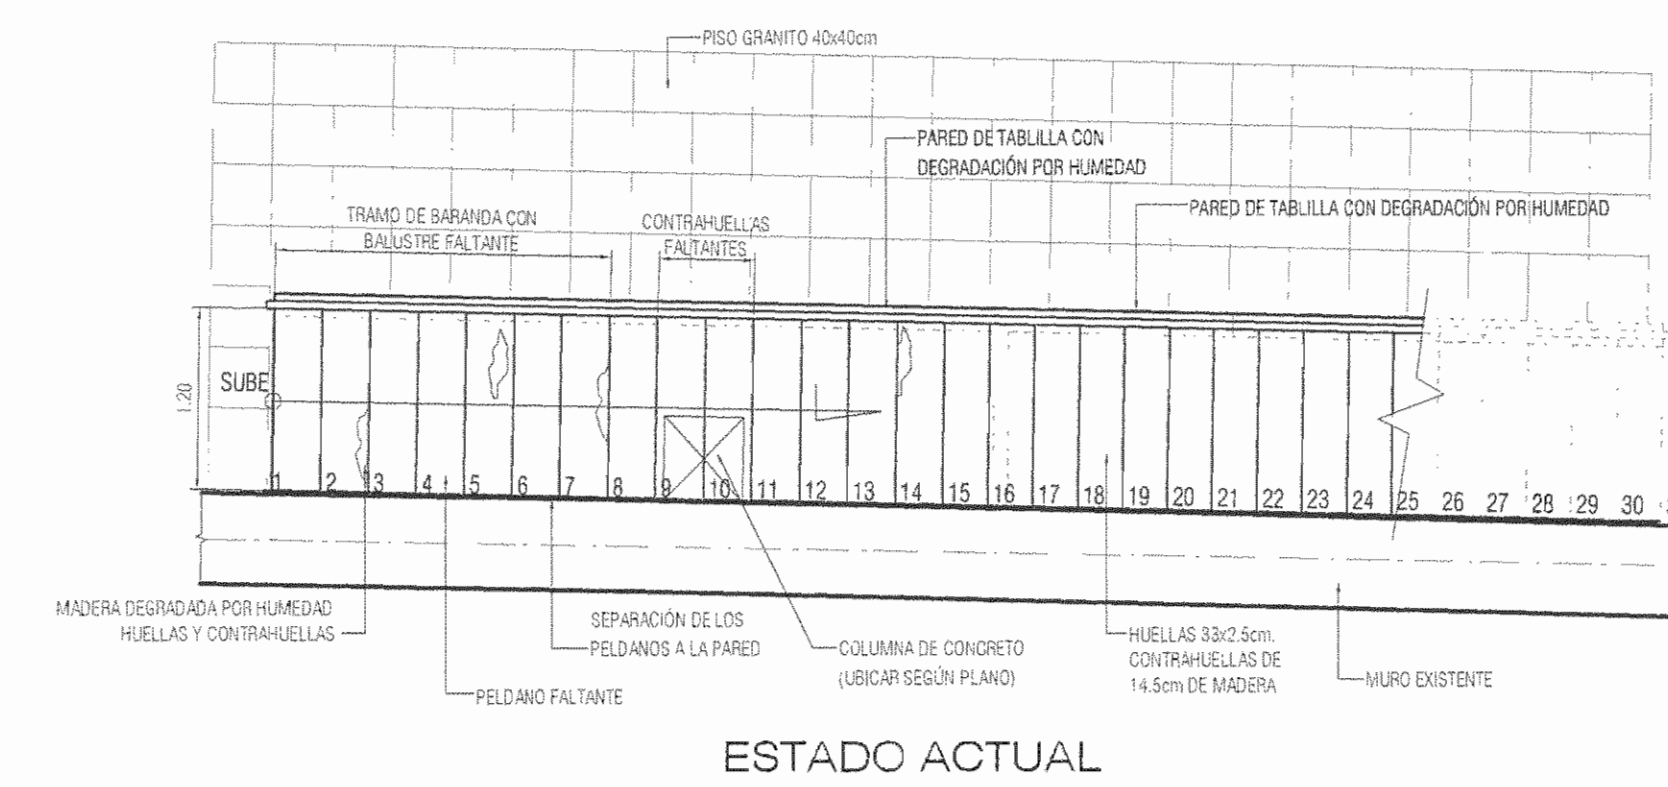 PISO GRANITO 40x40cm
PARED DE TABLILLA CON
DEGRADACIÓN POR HUMEDAD
PARED DE TABLILLA CON DEGRADACIÓN POR HUMEDAD
TRAMO DE BARANDA CON
BALUSTRE FALTANTE
CONTRAHUELLAS
FALTANTES
1.20
SUBE
1 2 3 4 5 6 7 8 9 10 11 12 13 14 15 16 17 18 19 20 21 22 23 24 25 26 27 28 29 30
MADERA DEGRADADA POR HUMEDAD
HUELLAS Y CONTRAHUELLAS
PELDANO FALTANTE
SEPARACIÓN DE LOS
PELDANOS A LA PARED
COLUMNA DE CONCRETO
(UBICAR SEGÚN PLANO)
HUELLAS 33x2.5cm.
CONTRAHUELLAS DE
14.5cm DE MADERA
MURO EXISTENTE
ESTADO ACTUAL